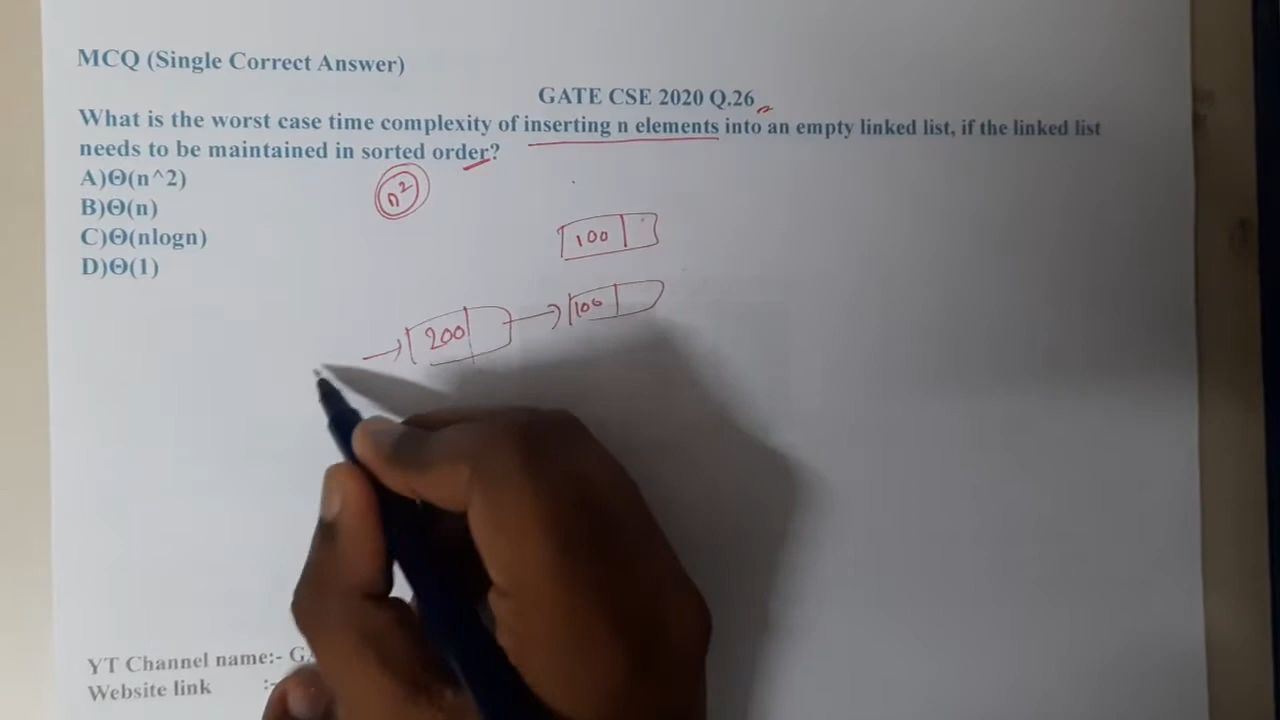 MCQ (Single Correct Answer)
GATE CSE 2020 Q.26
What is the worst case time complexity of inserting n elements into an empty linked list, if the linked list
needs to be maintained in sorted order?
A)Θ(n^2)
n²
B)Θ(n)
C)Θ(nlogn)
100
D)Θ(1)
200
100
YT Channel name:- G
Website link :-